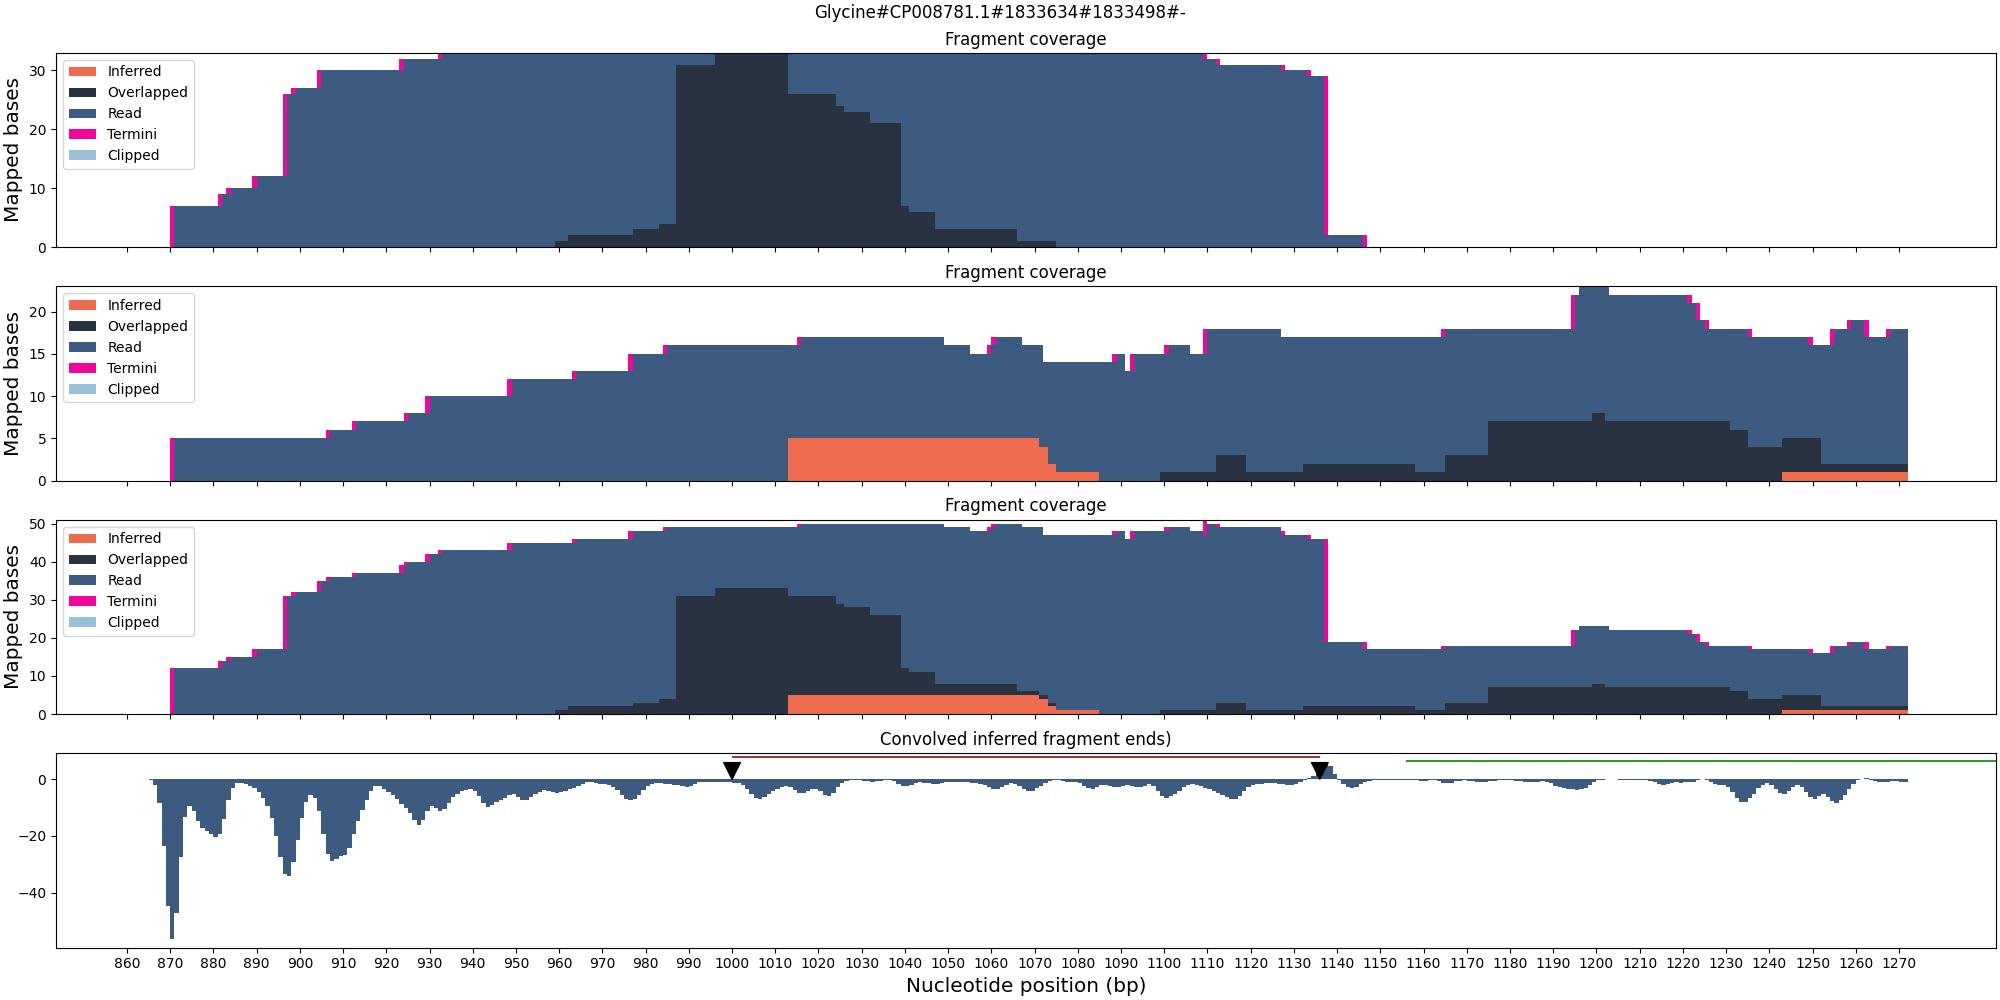 Glycine#CP008781.1#1833634#1833498#-
Fragment coverage
Mapped bases
30
20
10
0
Inferred
Overlapped
Read
Termini
Clipped
Fragment coverage
Mapped bases
20
15
10
5
0
Inferred
Overlapped
Read
Termini
Clipped
Fragment coverage
Mapped bases
50
40
30
20
10
0
Inferred
Overlapped
Read
Termini
Clipped
Convolved inferred fragment ends)
0
−20
−40
860 870 880 890 900 910 920 930 940 950 960 970 980 990 1000 1010 1020 1030 1040 1050 1060 1070 1080 1090 1100 1110 1120 1130 1140 1150 1160 1170 1180 1190 1200 1210 1220 1230 1240 1250 1260 1270
Nucleotide position (bp)